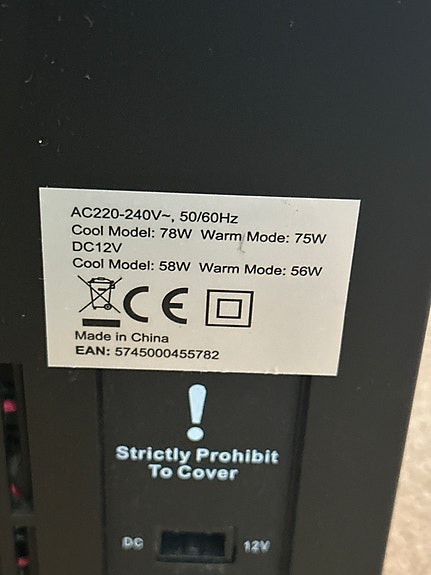 AC220-240V~, 50/60Hz
Cool Model: 78W Warm Mode: 75W
DC12V
Cool Model: 58W Warm Mode: 56W
CE
Made in China
EAN: 5745000455782
!
Strictly Prohibit
To Cover
DC 12V